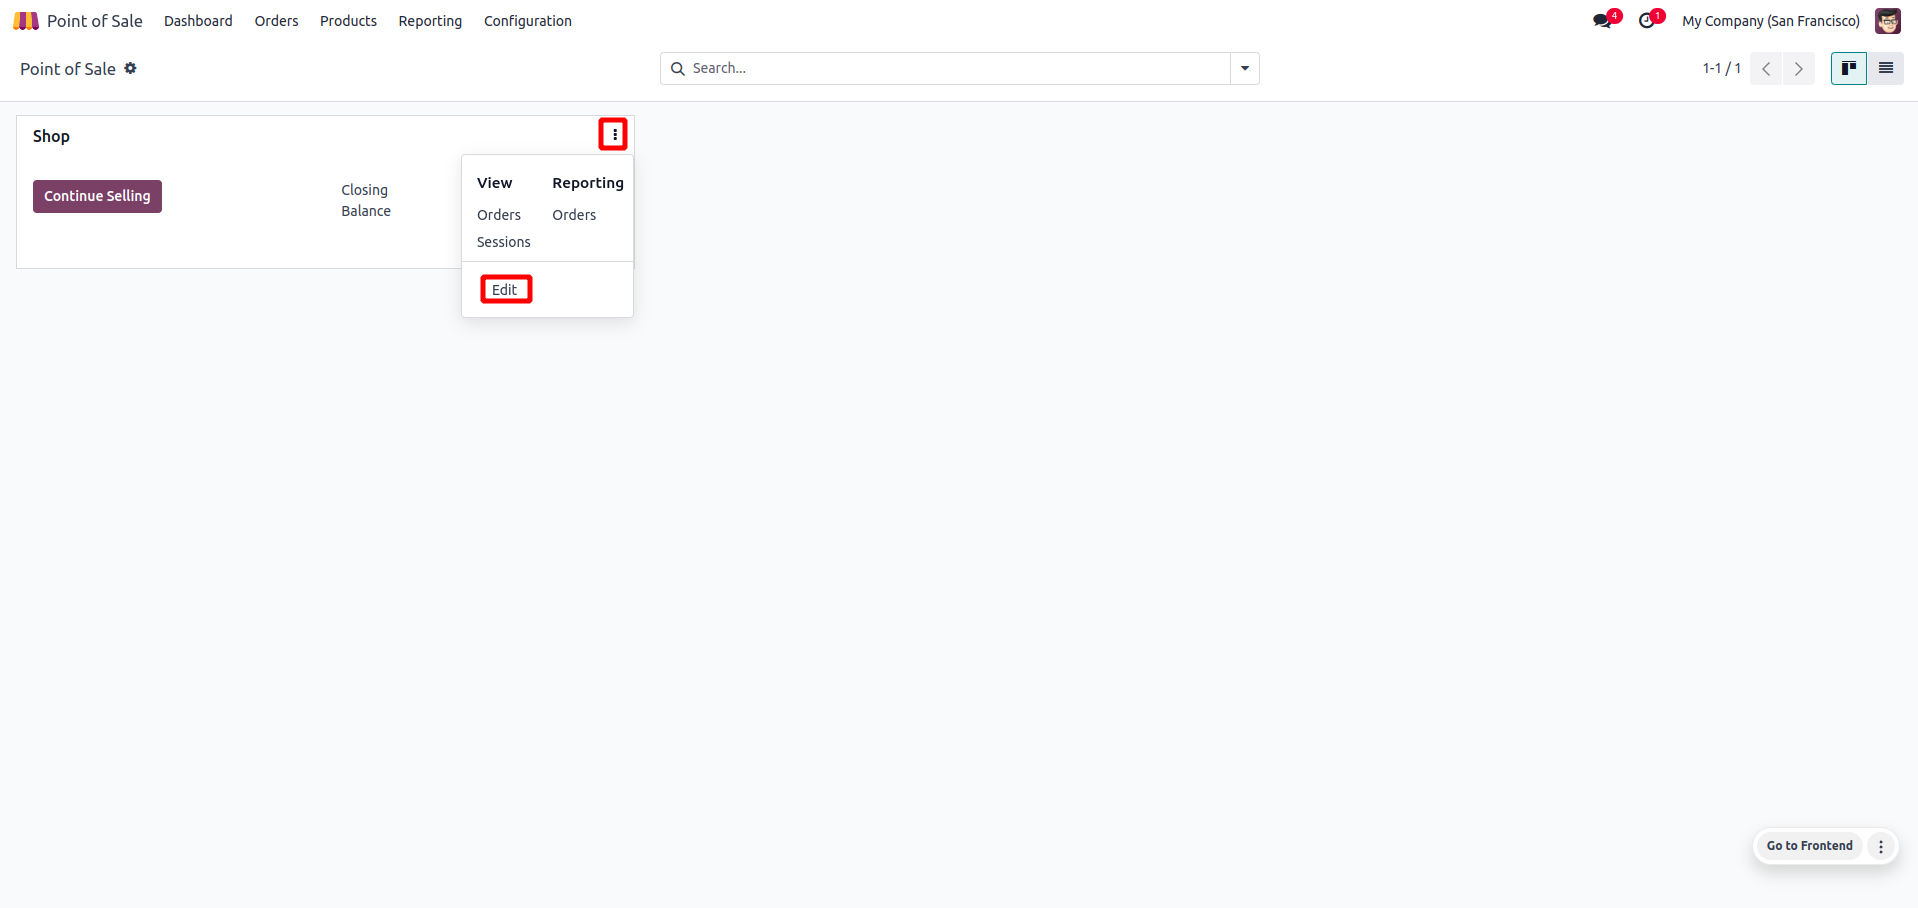 Point of Sale Dashboard Orders Products Reporting Configuration 4 1 My Company (San Francisco)
Point of Sale Search... 1-1 / 1
Shop
Continue Selling
Closing
Balance
View Reporting
Orders Orders
Sessions
Edit
Go to Frontend